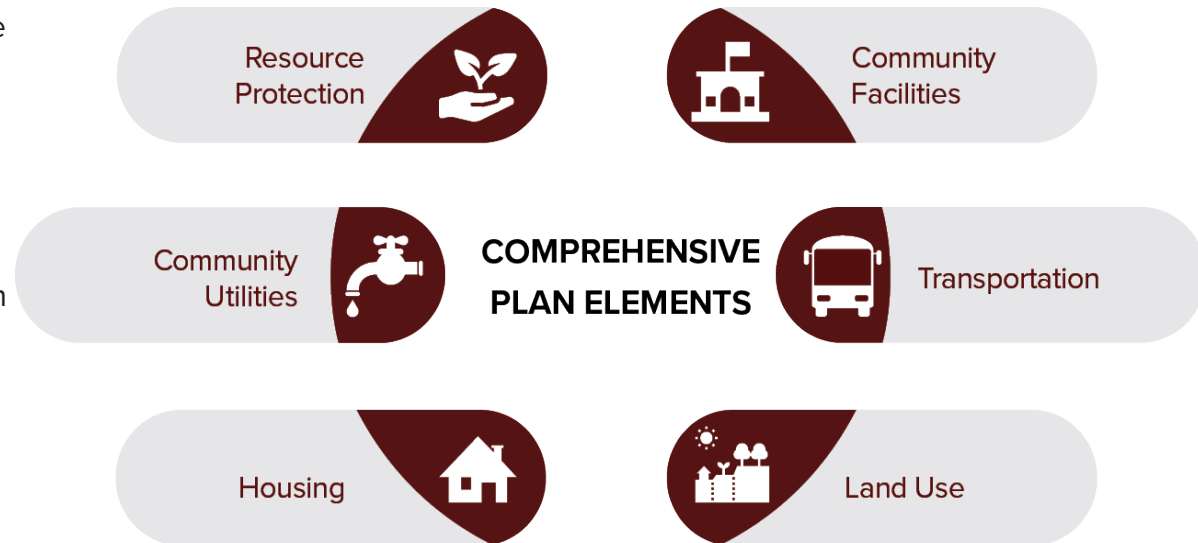 e
Resource
Protection
Community
Facilities
Community
Utilities
n
COMPREHENSIVE
PLAN ELEMENTS
Transportation
Housing
Land Use